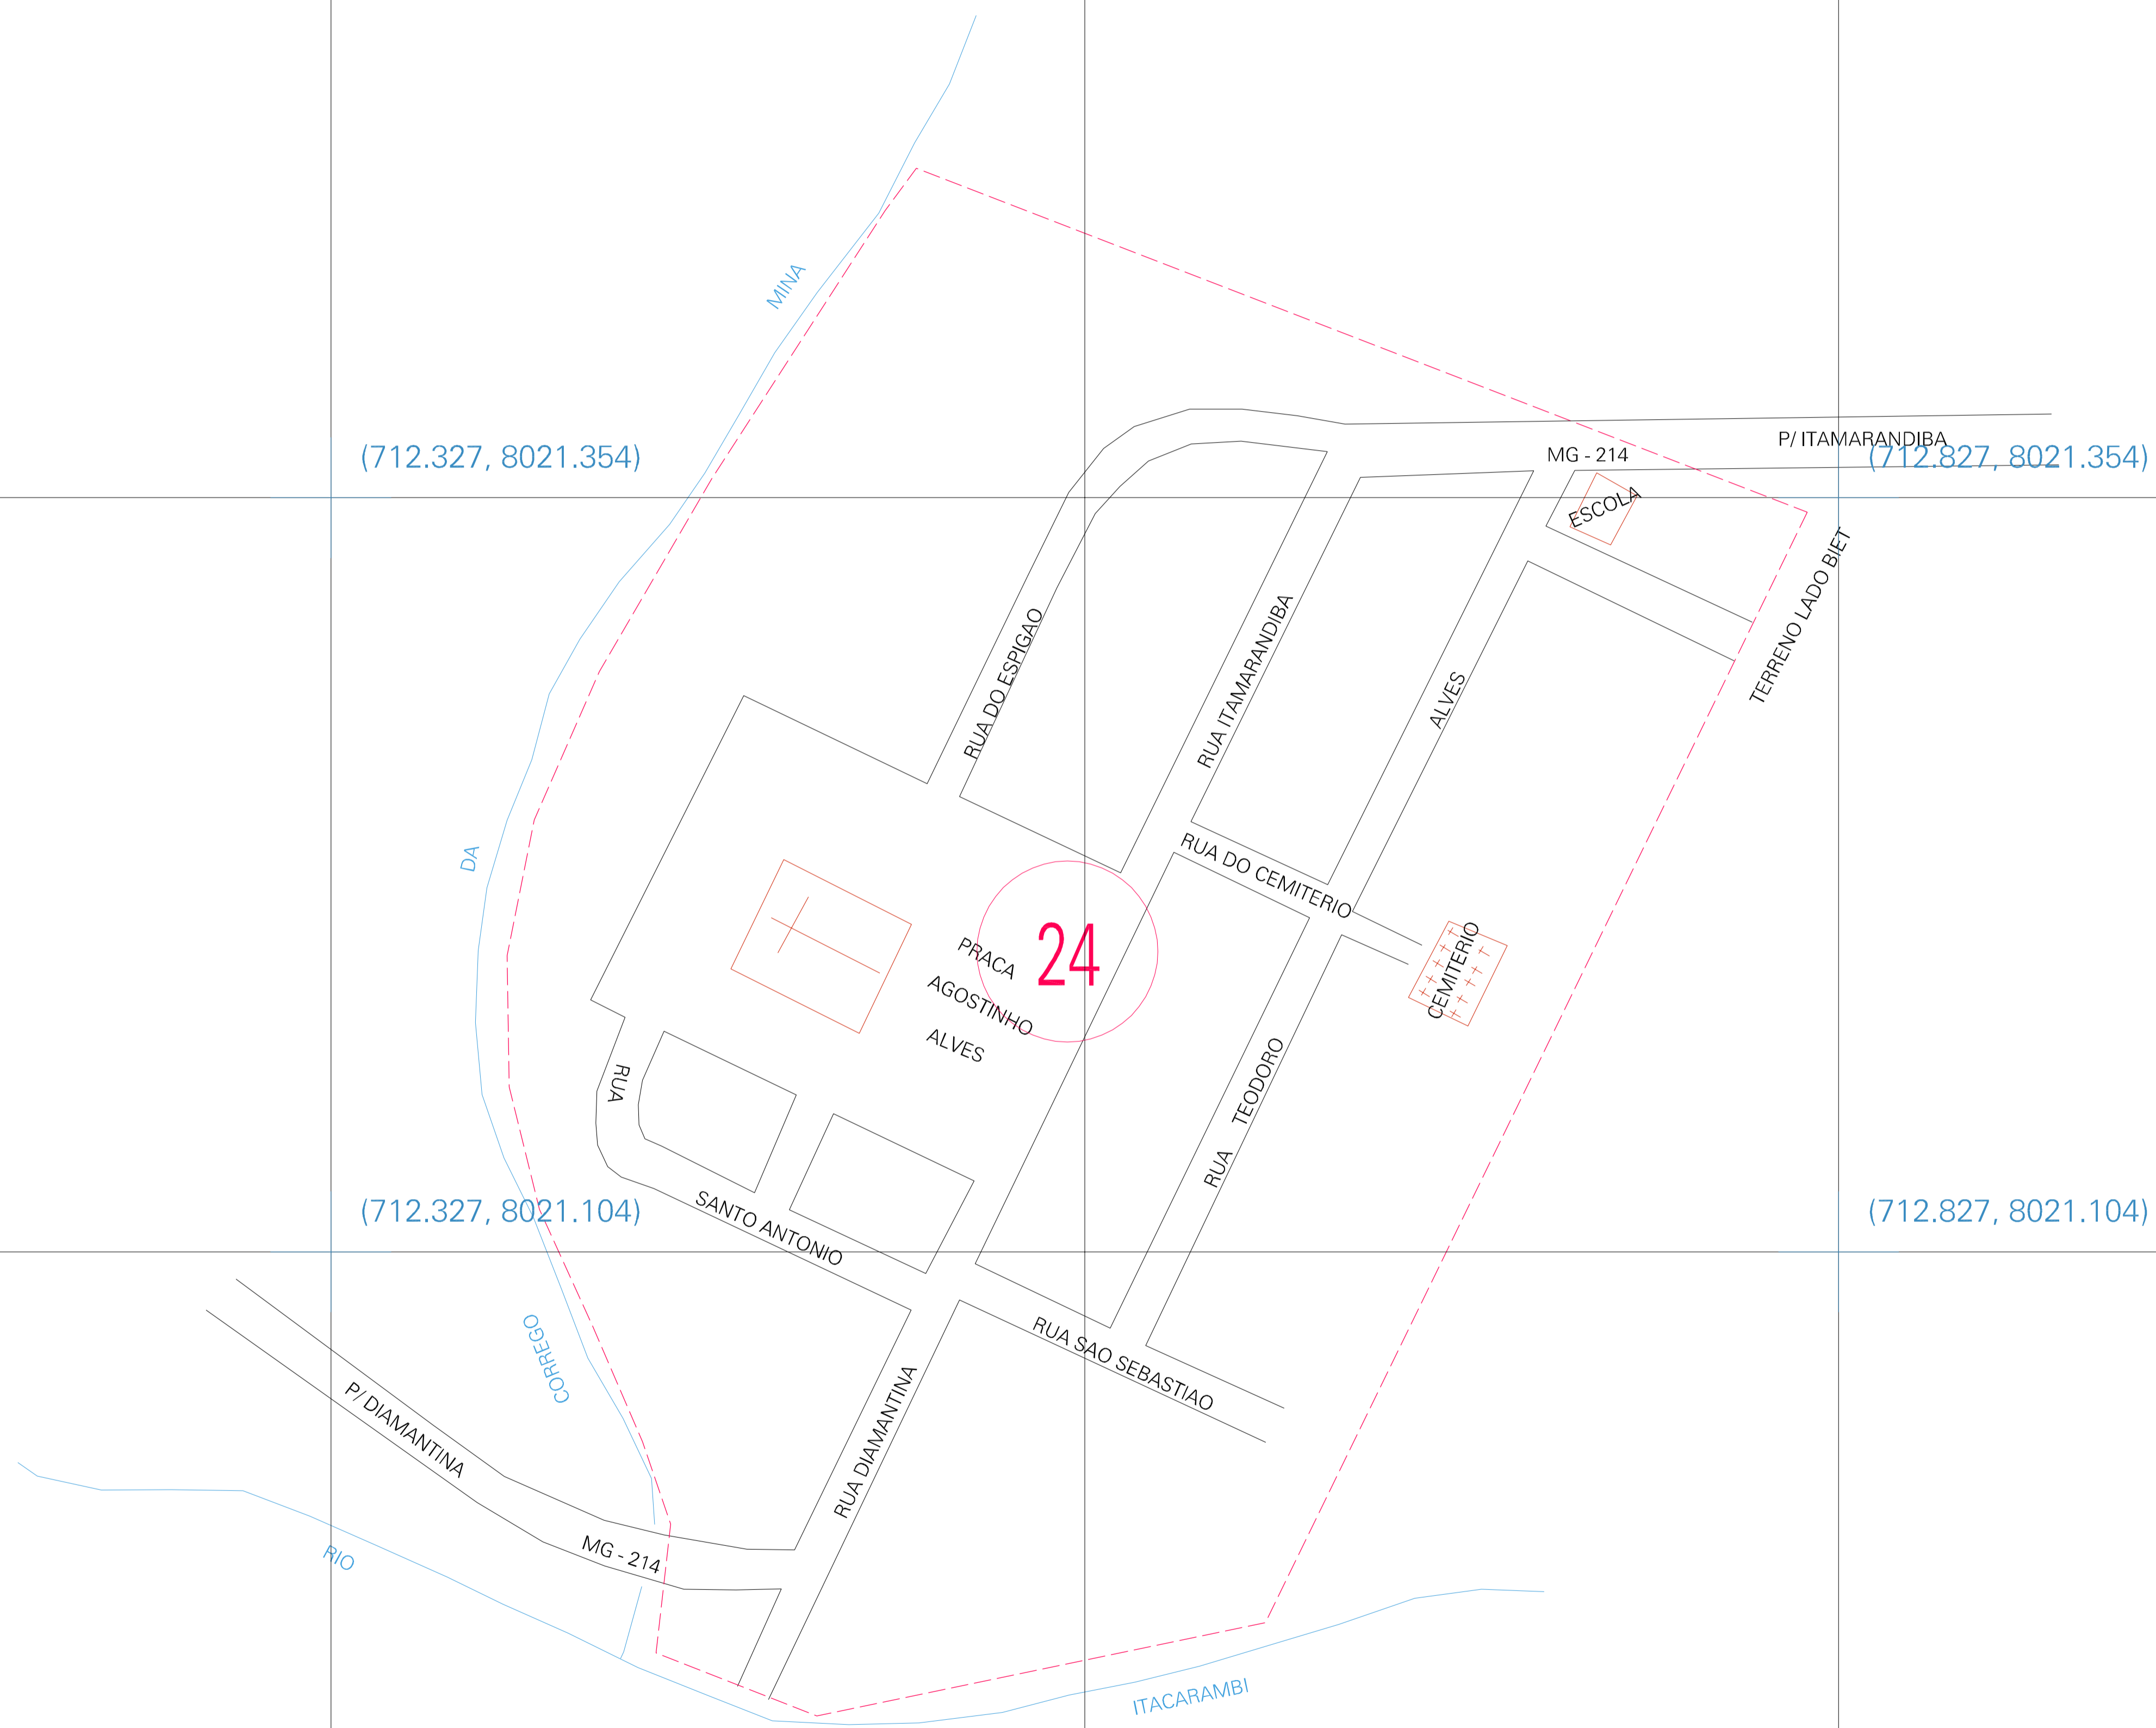 MINA
P/ ITAMARANDIBA
MG - 214
(712.327, 8021.354)
(712.827, 8021.354)
ESCOLA
TERRENO LADO BIET
RUA DO ESPIGAO
RUA ITAMARANDIBA
ALVES
DA
RUA DO CEMITERIO
24
PRACA
AGOSTINHO
ALVES
CEMITERIO
RUA
TEODORO
RUA
SANTO ANTONIO
(712.327, 8021.104)
(712.827, 8021.104)
CORREGO
RUA SAO SEBASTIAO
P/ DIAMANTINA
RUA DIAMANTINA
MG - 214
RIO
ITACARAMBI